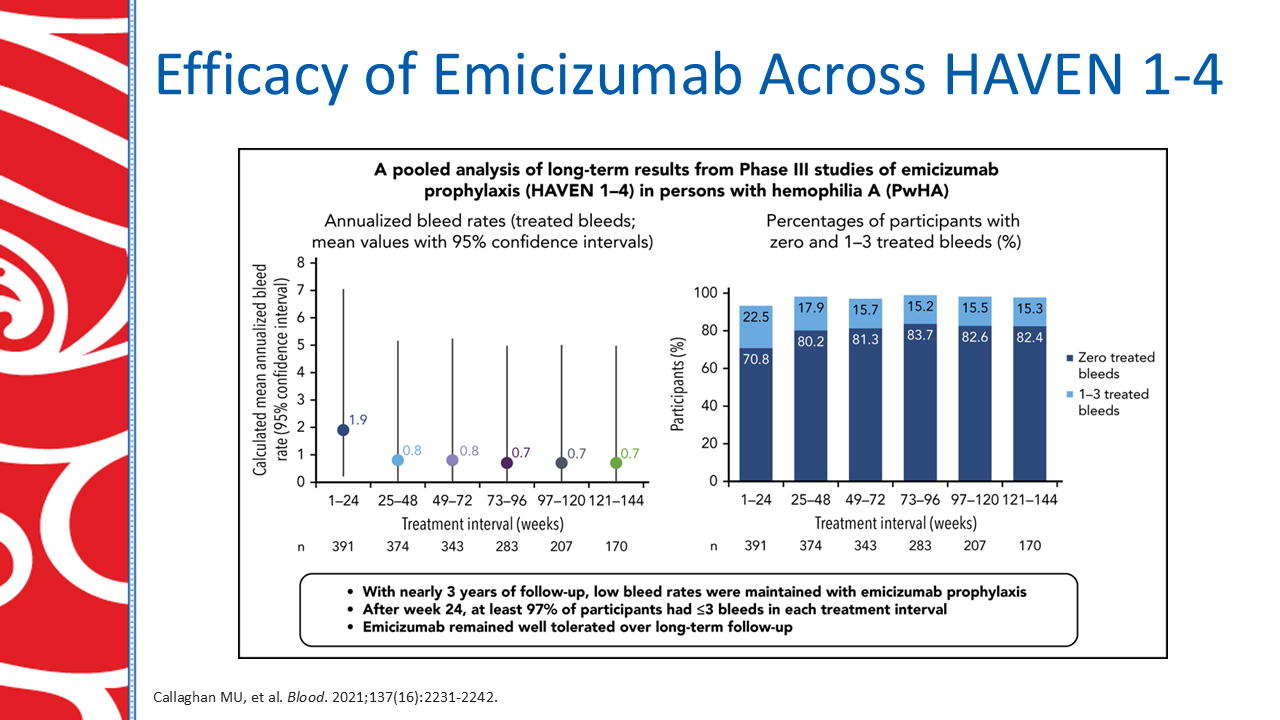 Efficacy of Emicizumab Across HAVEN 1-4
A pooled analysis of long-term results from Phase III studies of emicizumab
prophylaxis (HAVEN 1–4) in persons with hemophilia A (PwHA)
Annualized bleed rates (treated bleeds;
mean values with 95% confidence intervals)
Calculated mean annualized bleed
rate (95% confidence interval)
8
7
6
5
4
3
2
1
0
1.9
0.8
0.8
0.7
0.7
0.7
1–24 25–48 49–72 73–96 97–120 121–144
Treatment interval (weeks)
n 391 374 343 283 207 170
Percentages of participants with
zero and 1–3 treated bleeds (%)
Participants (%)
100
80
60
40
20
0
22.5 17.9 15.7 15.2 15.5 15.3
70.8 80.2 81.3 83.7 82.6 82.4
Zero treated
bleeds
1–3 treated
bleeds
1–24 25–48 49–72 73–96 97–120 121–144
Treatment interval (weeks)
n 391 374 343 283 207 170
• With nearly 3 years of follow-up, low bleed rates were maintained with emicizumab prophylaxis
• After week 24, at least 97% of participants had ≤3 bleeds in each treatment interval
• Emicizumab remained well tolerated over long-term follow-up
Callaghan MU, et al. Blood. 2021;137(16):2231-2242.